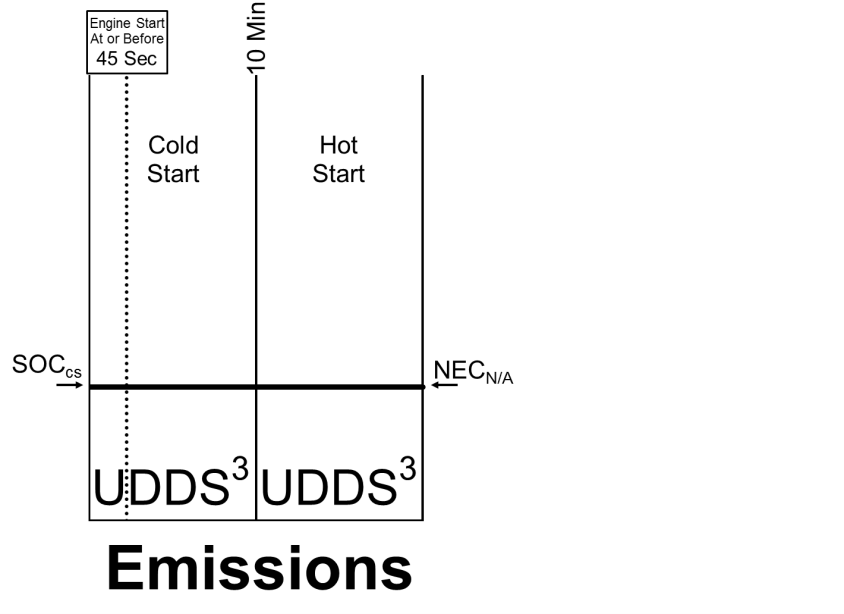 Engine Start
At or Before
45 Sec
10 Min
Cold
Start
Hot
Start
SOCcs
NECN/A
UDDS³ UDDS³
Emissions